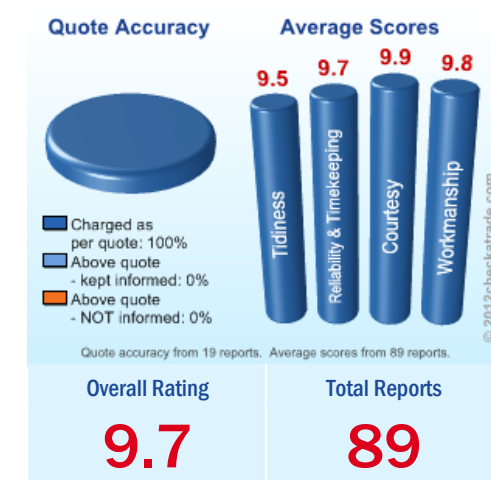 Quote Accuracy
Average Scores
9.5
9.7
9.9
9.8
Tidiness
Reliability & Timekeeping
Courtesy
Workmanship
Charged as
per quote: 100%
Above quote
- kept informed: 0%
Above quote
- NOT informed: 0%
© 2012checkatrade.com
Quote accuracy from 19 reports. Average scores from 89 reports.
Overall Rating
Total Reports
9.7
89